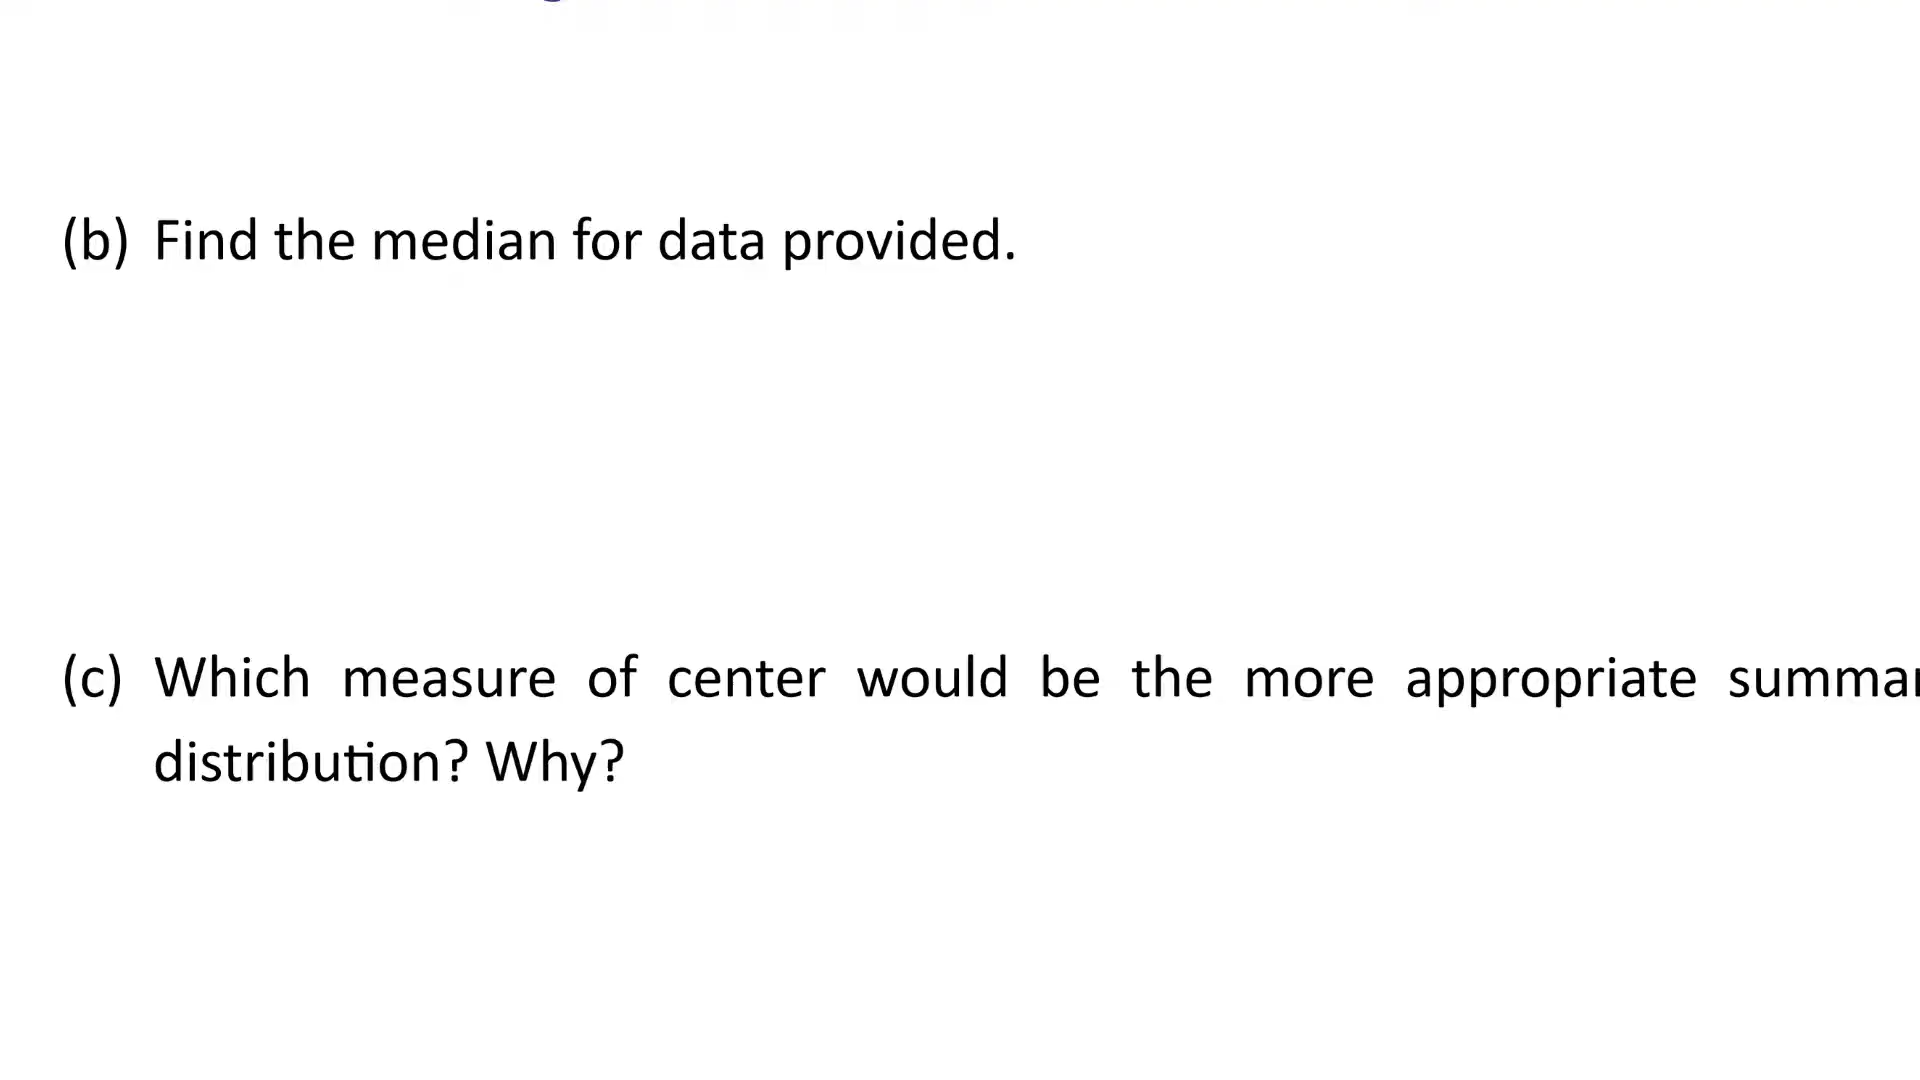 (b) Find the median for data provided.
(c) Which measure of center would be the more appropriate
distribution? Why?